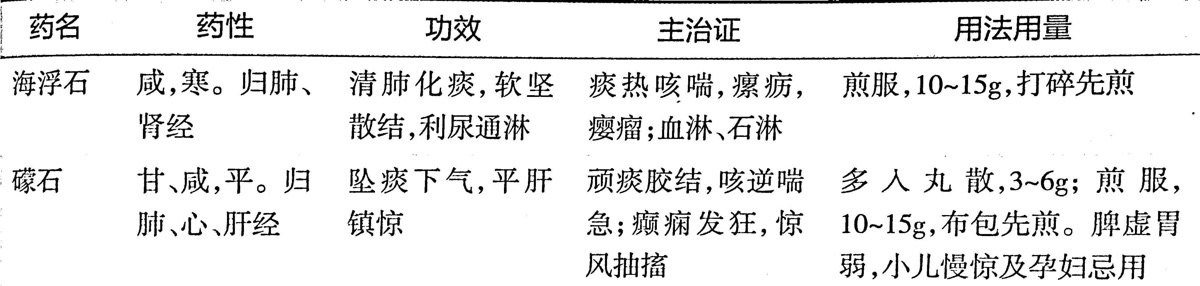 药名 药性 功效 主治证 用法用量
海浮石 咸,寒。归肺、 清肺化痰,软坚 痰热咳喘,瘰疬, 煎服,10~15g,打碎先煎
肾经 散结,利尿通淋 瘿瘤;血淋、石淋
礞石 甘、咸,平。归 坠痰下气,平肝 顽痰胶结,咳逆喘 多入丸散,3~6g;煎服,
肺、心、肝经 镇惊 急;癫痫发狂,惊 10~15g,布包先煎。脾虚胃
风抽搐 弱,小儿慢惊及孕妇忌用